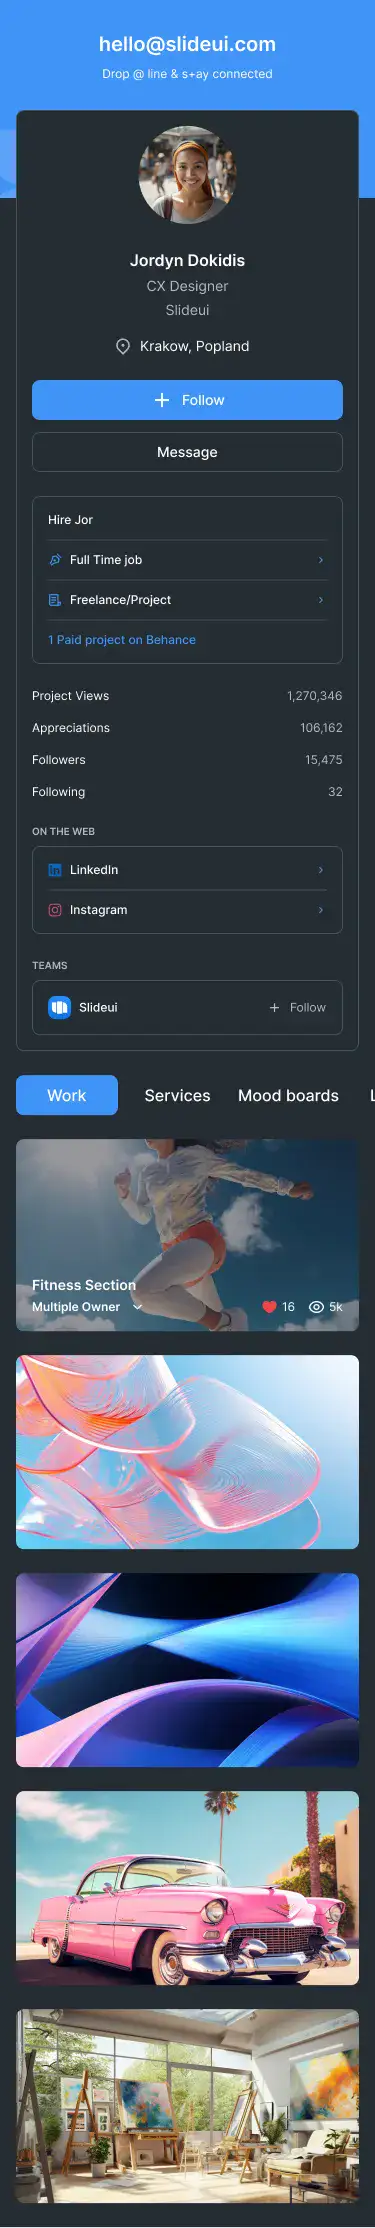 hello@slideui.com
Drop @ line & s+ay connected
Jordyn Dokidis
CX Designer
Slideui
Krakow, Popland
Follow
Message
Hire Jor
Full Time job
Freelance/Project
1 Paid project on Behance
Project Views 1,270,346
Appreciations 106,162
Followers 15,475
Following 32
ON THE WEB
LinkedIn
Instagram
TEAMS
Slideui Follow
Work Services Mood boards
Fitness Section
Multiple Owner 16 5k